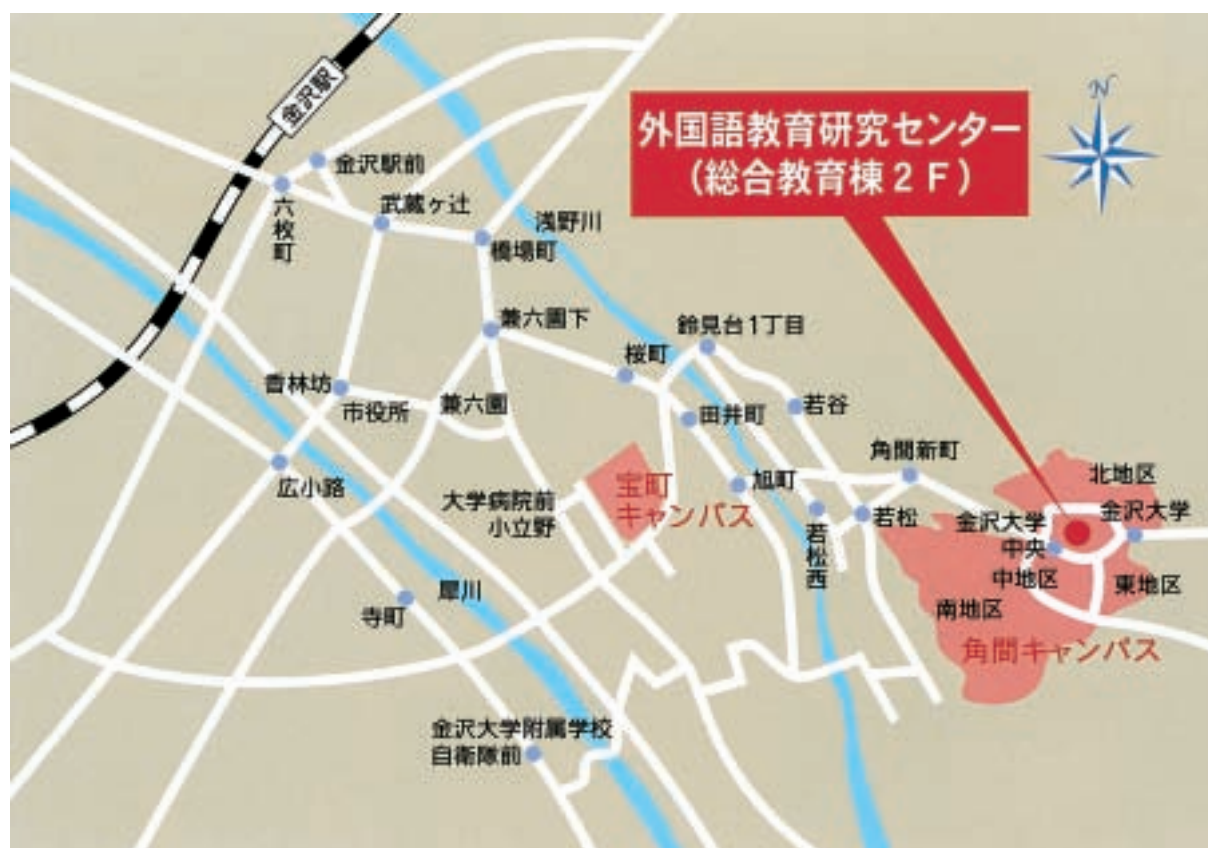 N
金沢駅
外国語教育研究センター
（総合教育棟２Ｆ）
金沢駅前
六枚町
武蔵ヶ辻
浅野川
橋場町
兼六園下
鈴見台1丁目
桜町
香林坊
市役所
兼六園
田井町
若谷
広小路
宝町
キャンパス
旭町
角間新町
大学病院前
小立野
若松
若松西
北地区
金沢大学
中央
金沢大学
中地区
東地区
南地区
角間キャンパス
犀川
寺町
金沢大学附属学校
自衛隊前